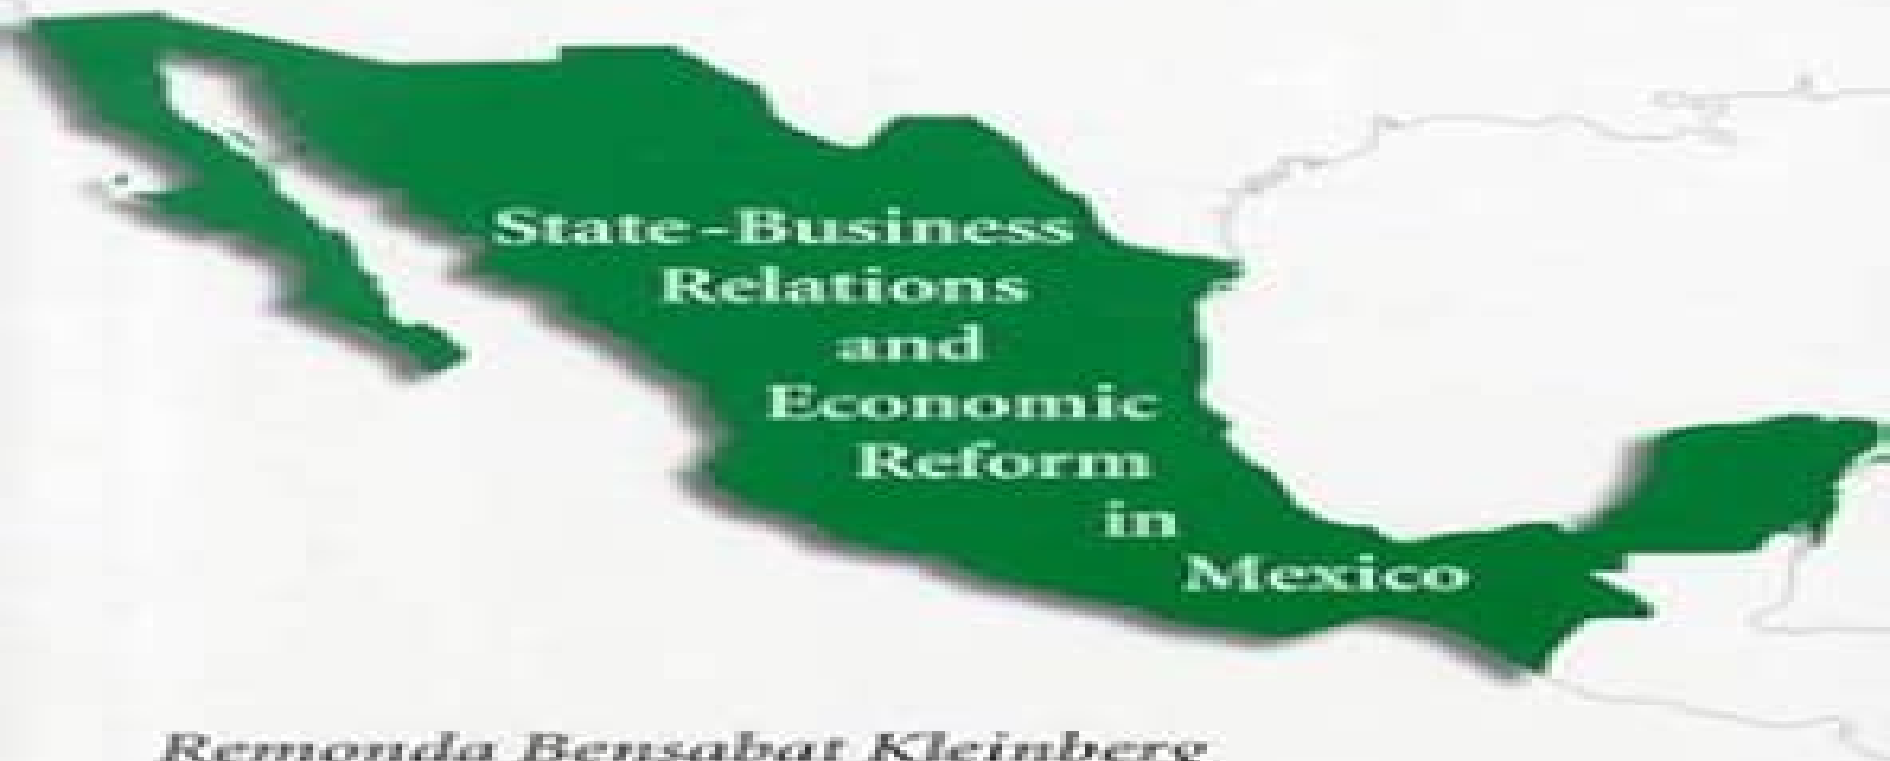 State-Business
Relations
and
Economic
Reform
in
Mexico
Remonda Bensabat Kleinberg